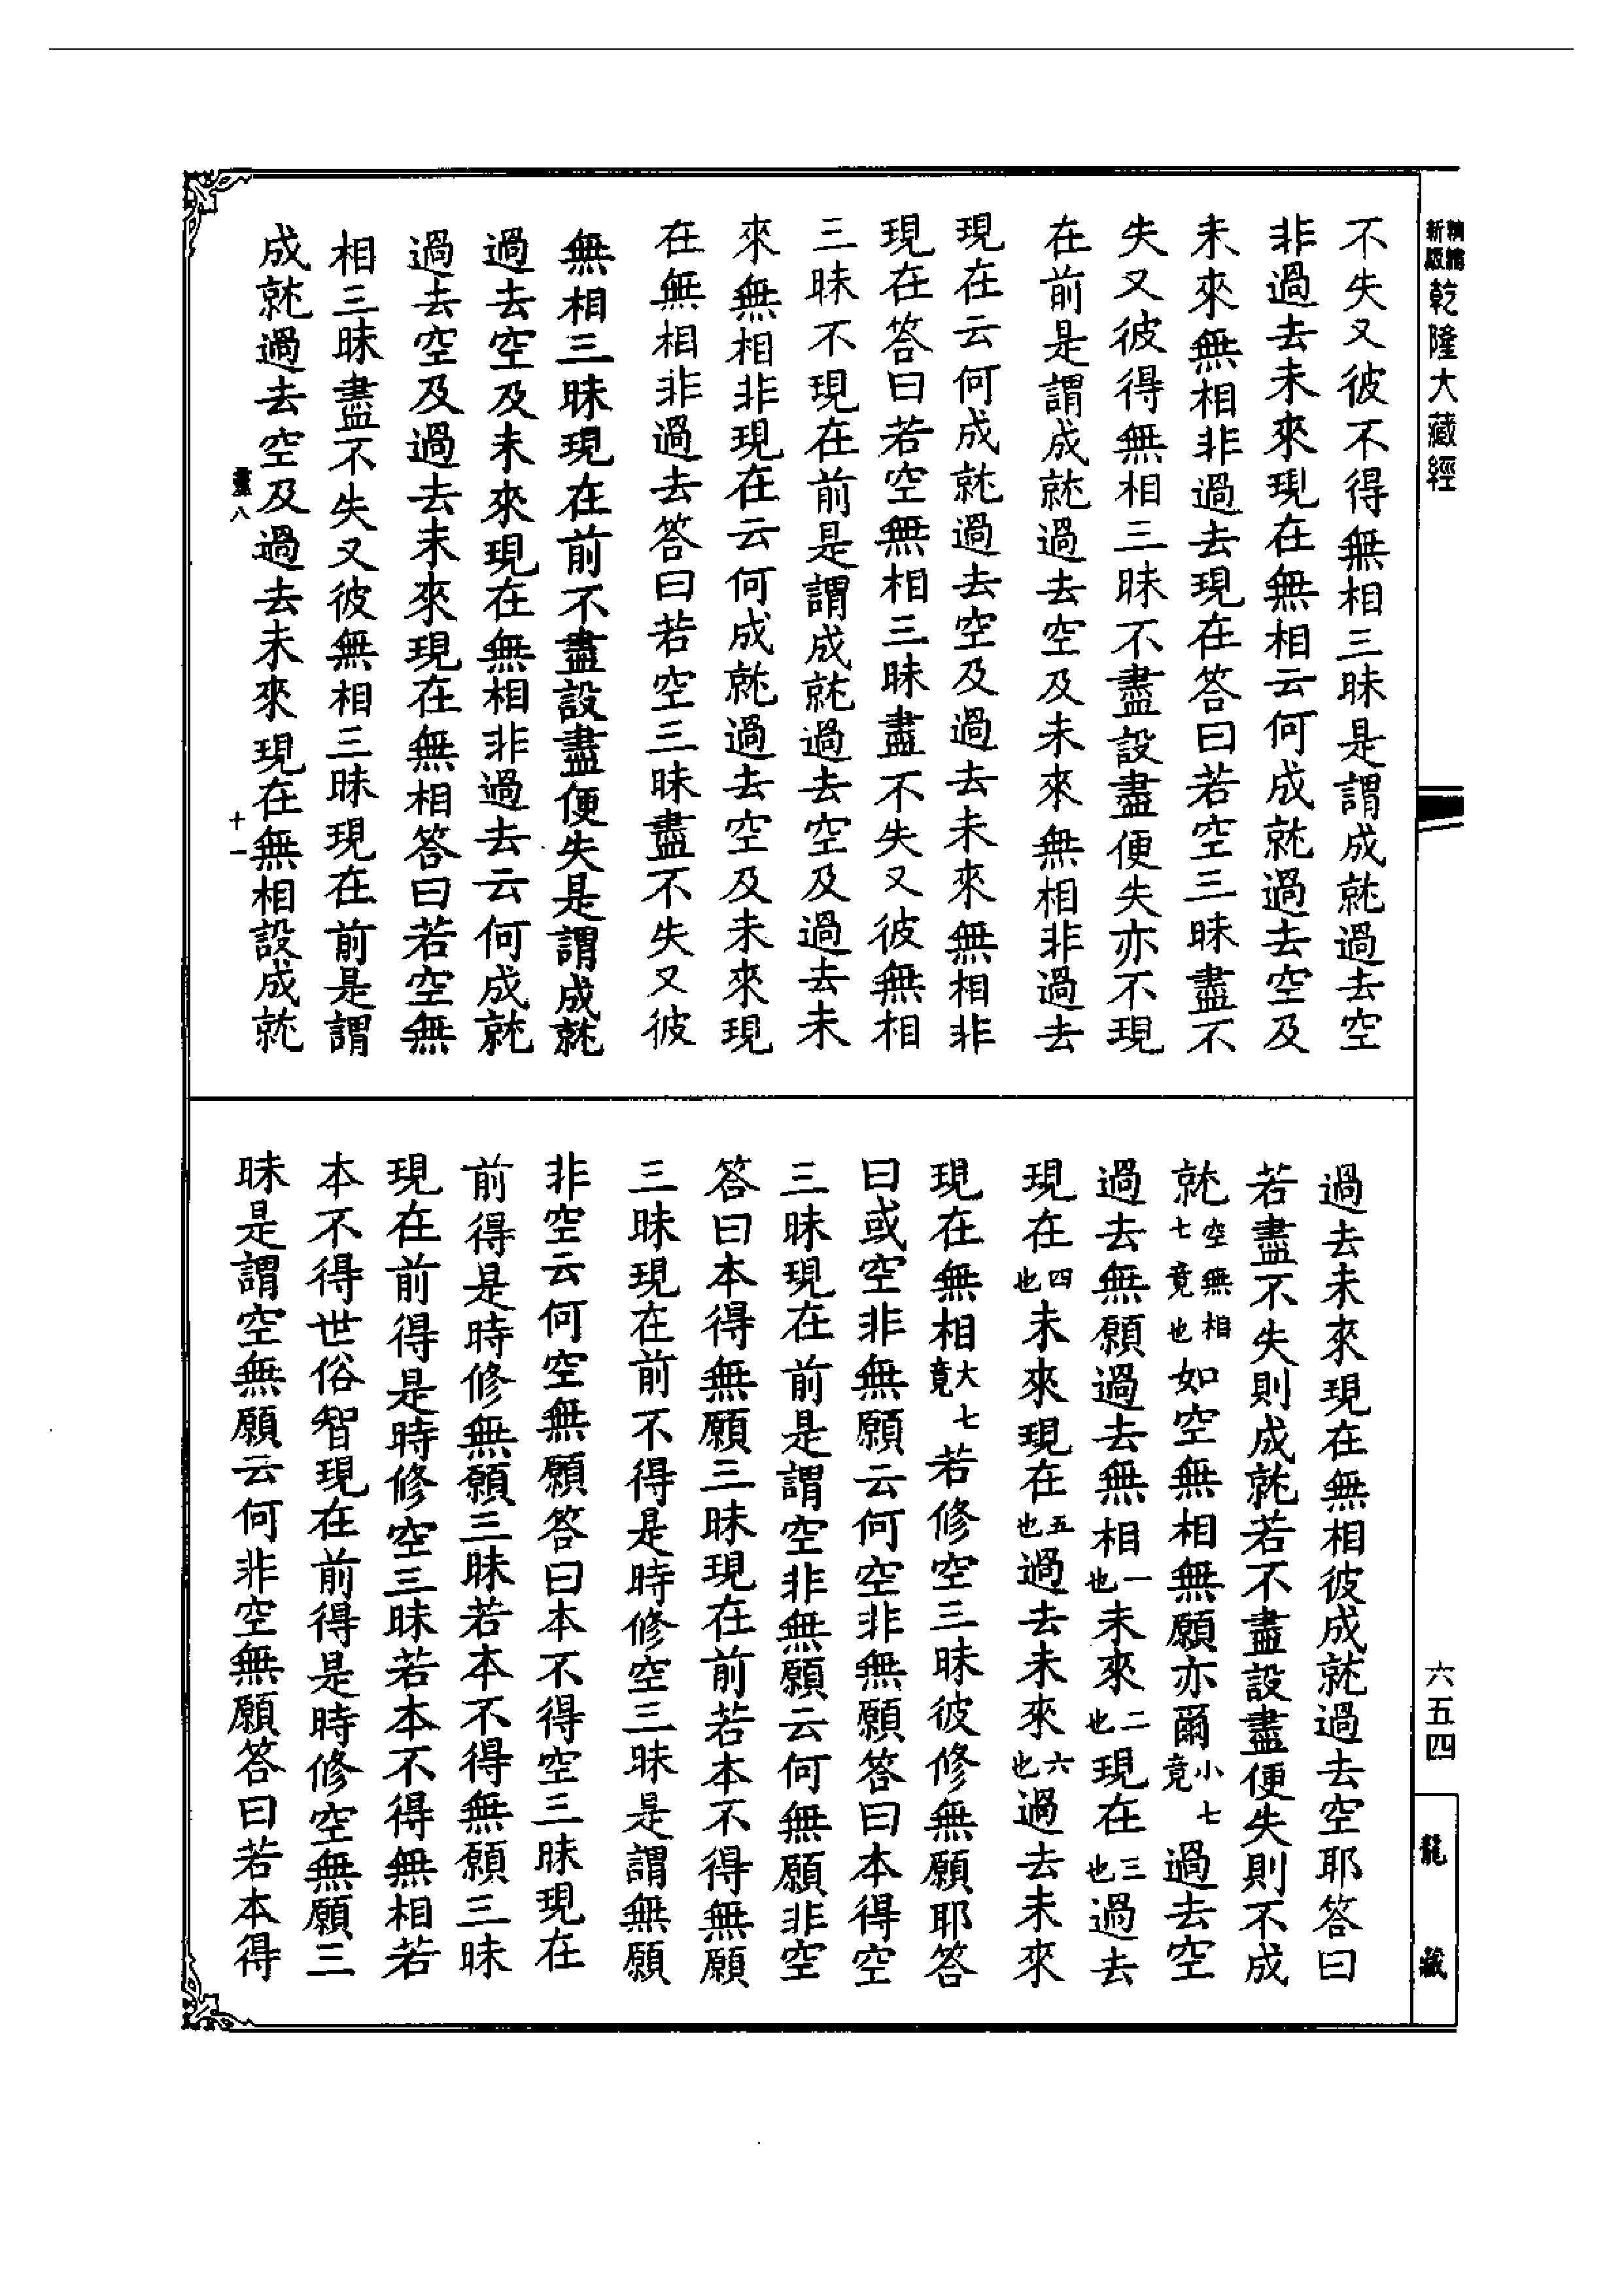 精縮新版乾隆大藏經
不失又彼不得無相三昧是謂成就過去空
非過去未來現在無相云何成就過去空及
未來無相非過去現在答曰若空三昧盡不
失又彼得無相三昧不盡設盡便失亦不現
在前是謂成就過去空及未來無相非過去
現在云何成就過去空及過去未來無相非
現在答曰若空無相三昧盡不失又彼無相
三昧不現在前是謂成就過去空及過去未
來無相非現在云何成就過去空及未來現
在無相非過去答曰若空三昧盡不失又彼
無相三昧現在前不盡設盡便失是謂成就
過去空及未來現在無相非過去云何成就
過去空及過去未來現在無相答曰若空無
相三昧盡不失又彼無相三昧現在前是謂
成就過去空及過去未來現在無相設成就
八 十一
過去未來現在無相彼成就過去空耶答曰
若盡不失則成就若不盡設盡便失則不成
就空無相七竟也如空無相無願亦爾小七竟過去空
過去無願過去無相一也未來二也現在三也過去
現在四也未來現在五也過去未來六也過去未來
現在無相大七竟若修空三昧彼修無願耶答
曰或空非無願云何空非無願答曰本得空
三昧現在前是謂空非無願云何無願非空
答曰本得無願三昧現在前若本不得無願
三昧現在前不得是時修空三昧是謂無願
非空云何空無願答曰本不得空三昧現在
前得是時修無願三昧若本不得無願三昧
現在前得是時修空三昧若本不得無相若
本不得世俗智現在前得是時修空無願三
昧是謂空無願云何非空無願答曰若本得
六五四
龍藏